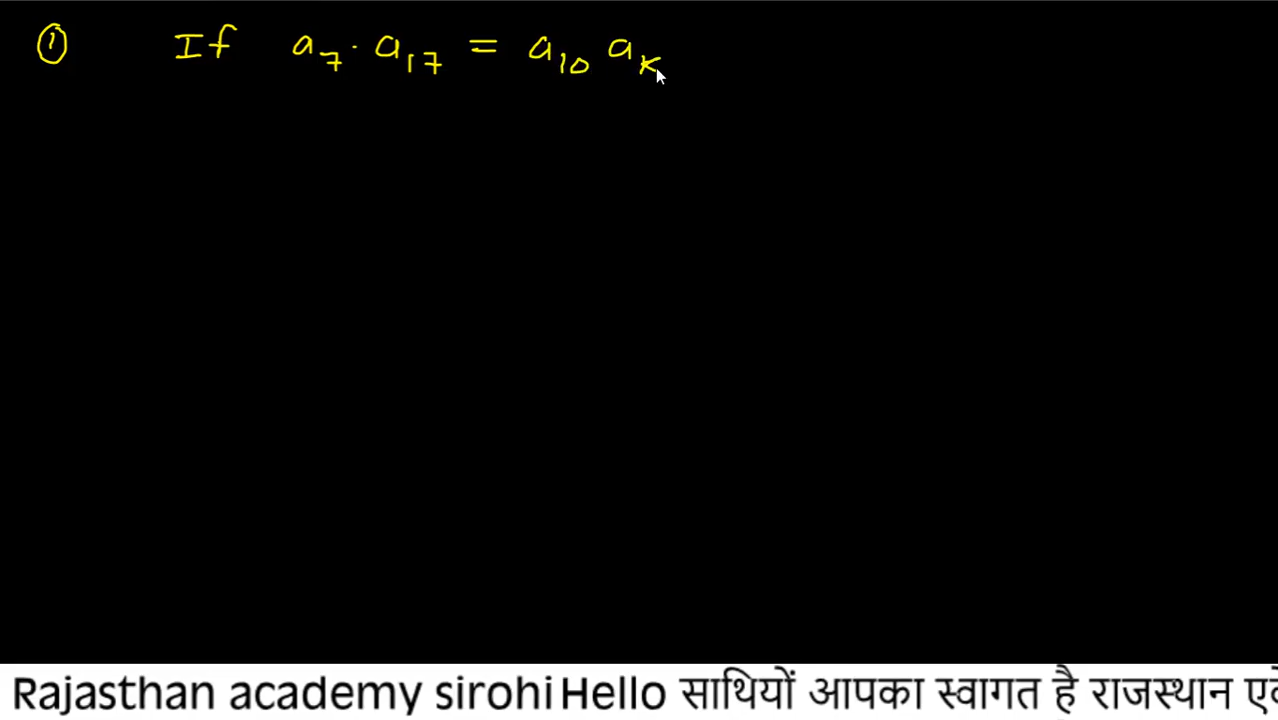 ① If a₇ · a₁₇ = a₁₀ aₖ
Rajasthan academy sirohi Hello साथियों आपका स्वागत है राजस्थान